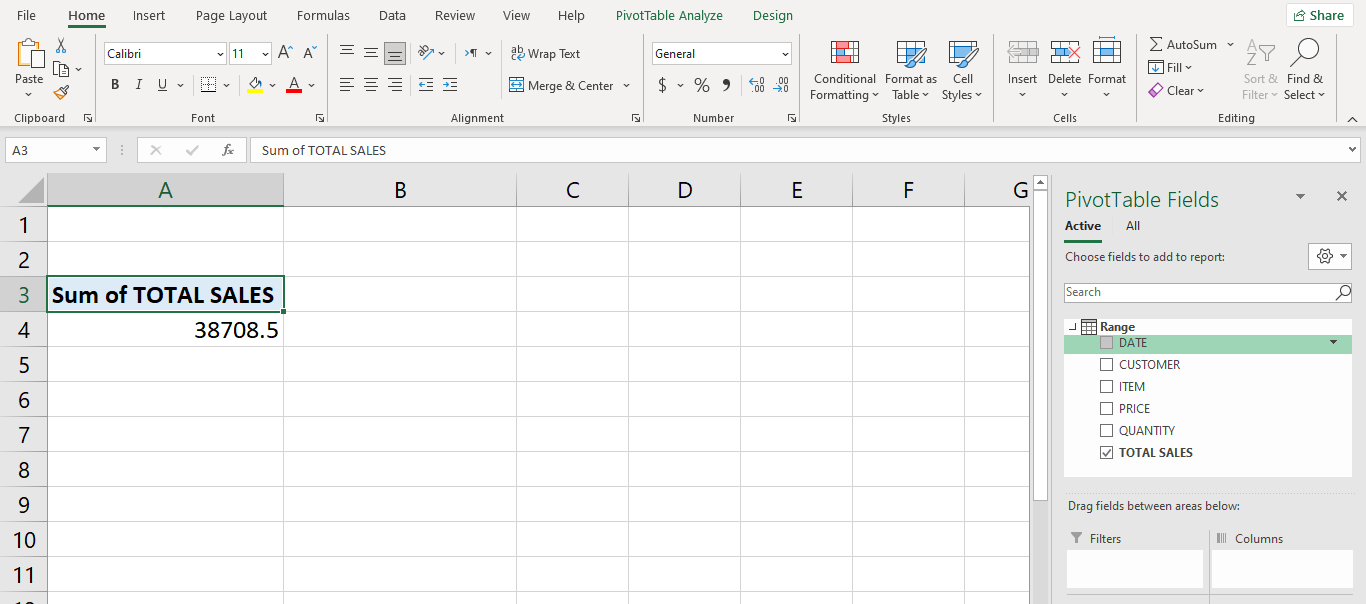 File Home Insert Page Layout Formulas Data Review View Help PivotTable Analyze Design Share
Paste
Clipboard
Calibri 11 A A
B I U A
Font
ab Wrap Text
Merge & Center
Alignment
General
$ % 9 .00 .00
Number
Conditional Formatting
Format as Table
Cell Styles
Styles
Insert Delete Format
Cells
AutoSum
Fill
Clear
Sort & Filter
Find & Select
Editing
A3 fx Sum of TOTAL SALES
A B C D E F G
1
2
3 Sum of TOTAL SALES
4 38708.5
5
6
7
8
9
10
11
PivotTable Fields
Active All
Choose fields to add to report:
Search
Range
DATE
CUSTOMER
ITEM
PRICE
QUANTITY
TOTAL SALES
Drag fields between areas below:
Filters Columns